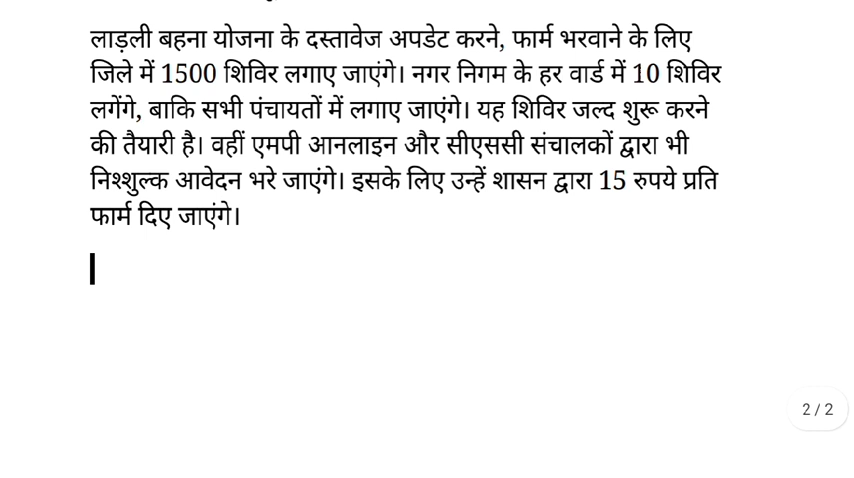 लाड़ली बहना योजना के दस्तावेज अपडेट करने, फार्म भरवाने के लिए
जिले में 1500 शिविर लगाए जाएंगे। नगर निगम के हर वार्ड में 10 शिविर
लगेंगे, बाकि सभी पंचायतों में लगाए जाएंगे। यह शिविर जल्द शुरू करने
की तैयारी है। वहीं एमपी आनलाइन और सीएससी संचालकों द्वारा भी
निश्शुल्क आवेदन भरे जाएंगे। इसके लिए उन्हें शासन द्वारा 15 रुपये प्रति
फार्म दिए जाएंगे।
2 / 2